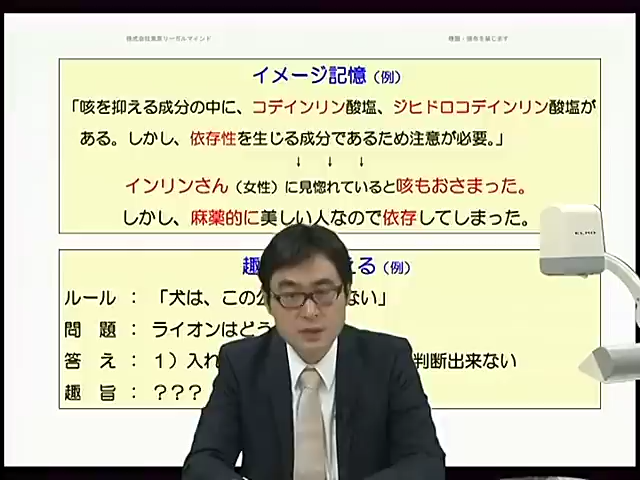 株式会社東京リーガルマインド
複製・頒布を禁じます
イメージ記憶（例）
「咳を抑える成分の中に、コデインリン酸塩、ジヒドロコデインリン酸塩が
ある。しかし、依存性を生じる成分であるため注意が必要。」
↓ ↓ ↓
インリンさん（女性）に見惚れていると咳もおさまった。
しかし、麻薬的に美しい人なので依存してしまった。
趣 える（例）
ルール ： 「犬は、この ない」
問 題 ： ライオンはどう
答 え ： １）入れ 判断出来ない
趣 旨 ： ？？？
ELMO